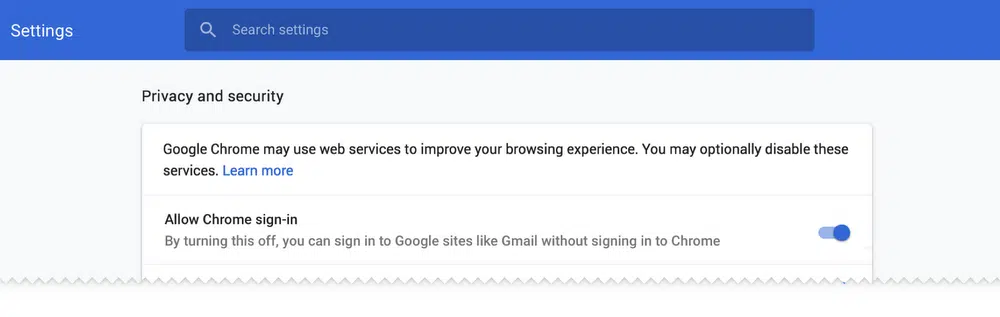 Settings
Search settings
Privacy and security
Google Chrome may use web services to improve your browsing experience. You may optionally disable these
services. Learn more
Allow Chrome sign-in
By turning this off, you can sign in to Google sites like Gmail without signing in to Chrome